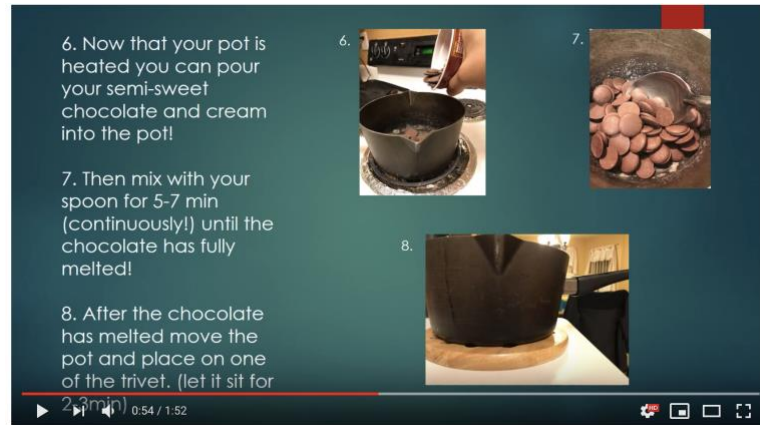 6. Now that your pot is
heated you can pour
your semi-sweet
chocolate and cream
into the pot!
7. Then mix with your
spoon for 5-7 min
(continuously!) until the
chocolate has fully
melted!
8. After the chocolate
has melted move the
pot and place on one
of the trivet. (let it sit for
2-3min)
6.
7.
8.
0:54 / 1:52
HD